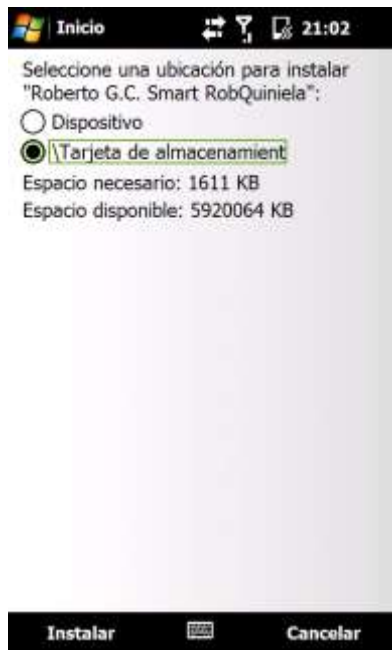 Inicio
21:02
Seleccione una ubicación para instalar
"Roberto G.C. Smart RobQuiniela":
Dispositivo
\Tarjeta de almacenamient
Espacio necesario: 1611 KB
Espacio disponible: 5920064 KB
Instalar
Cancelar